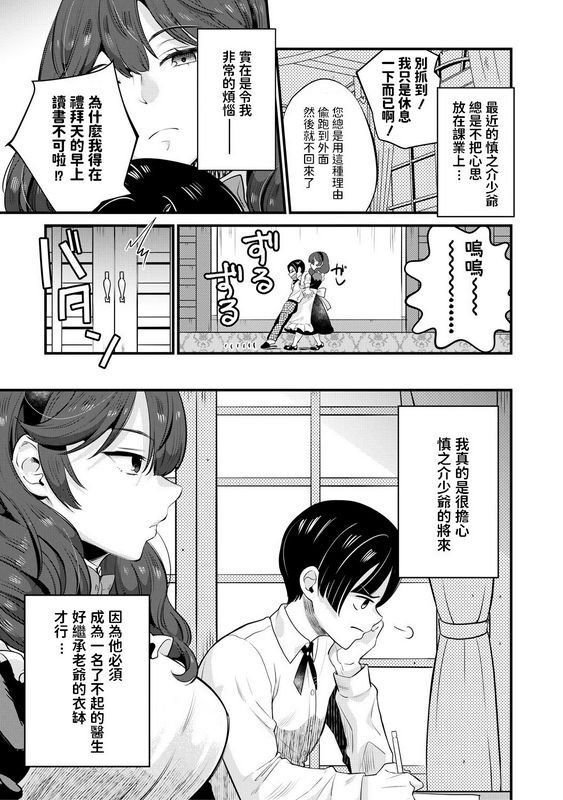 最近的慎之介少爺
總是不把心思
放在課業上…
別抓到！
我只是休息
一下而已啊！
您總是用這種理由
偷跑到外面
然後就不回來了
實在是令我
非常的煩惱——
為什麼我得在
禮拜天的早上
讀書不可啦!?
嗚嗚～
～………
ガシ
ずる
ずる
バタン
我真的是很擔心
慎之介少爺的將來
因為他必須
成為一名了不起的醫生
好繼承老爺的衣缽
才行…